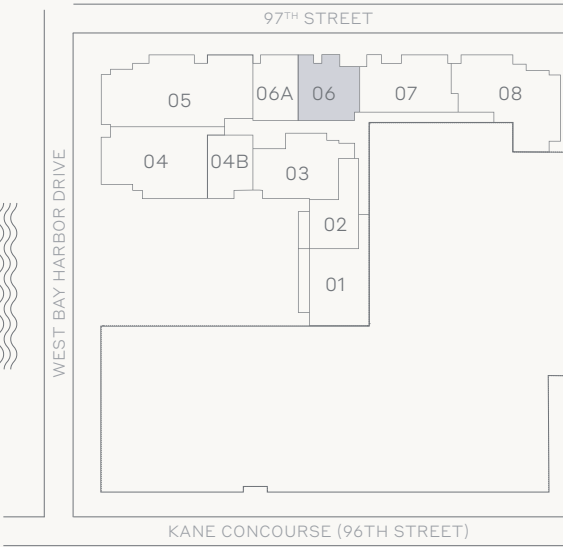 97TH STREET
05
06A
06
07
08
04
04B
03
02
01
WEST BAY HARBOR DRIVE
KANE CONCOURSE (96TH STREET)